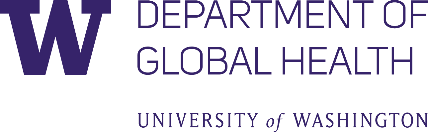 W DEPARTMENT OF
GLOBAL HEALTH
UNIVERSITY of WASHINGTON